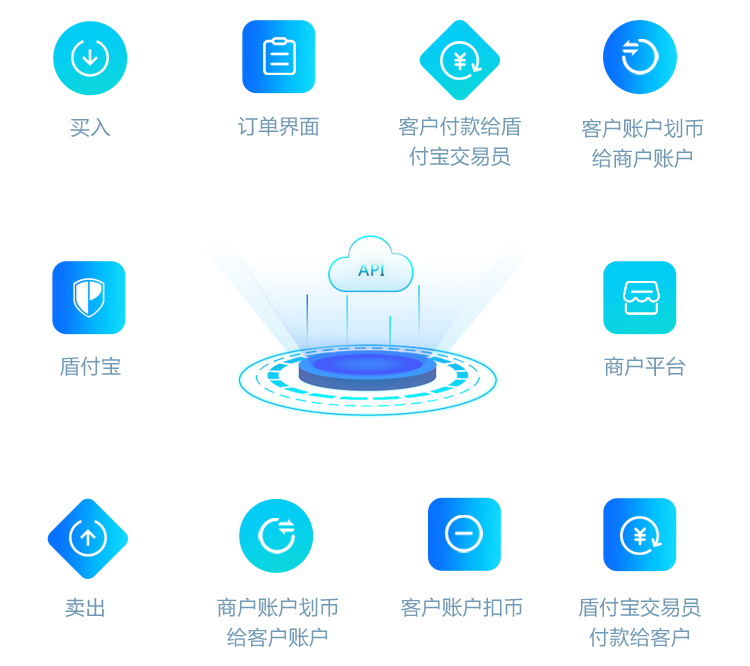 买入
订单界面
客户付款给盾
付宝交易员
客户账户划币
给商户账户
API
盾付宝
商户平台
卖出
商户账户划币
给客户账户
客户账户扣币
盾付宝交易员
付款给客户